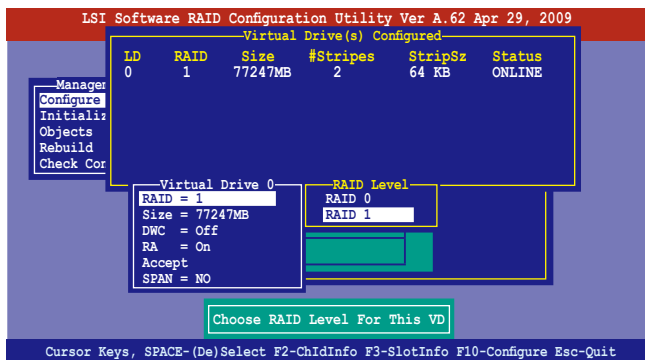 LSI Software RAID Configuration Utility Ver A.62 Apr 29, 2009
Virtual Drive(s) Configured
LD RAID Size #Stripes StripSz Status
0 1 77247MB 2 64 KB ONLINE
Managem
Configure
Initializ
Objects
Rebuild
Check Con
Virtual Drive 0
RAID = 1
Size = 77247MB
DWC = Off
RA = On
Accept
SPAN = NO
RAID Level
RAID 0
RAID 1
Choose RAID Level For This VD
Cursor Keys, SPACE-(De)Select F2-ChIdInfo F3-SlotInfo F10-Configure Esc-Quit